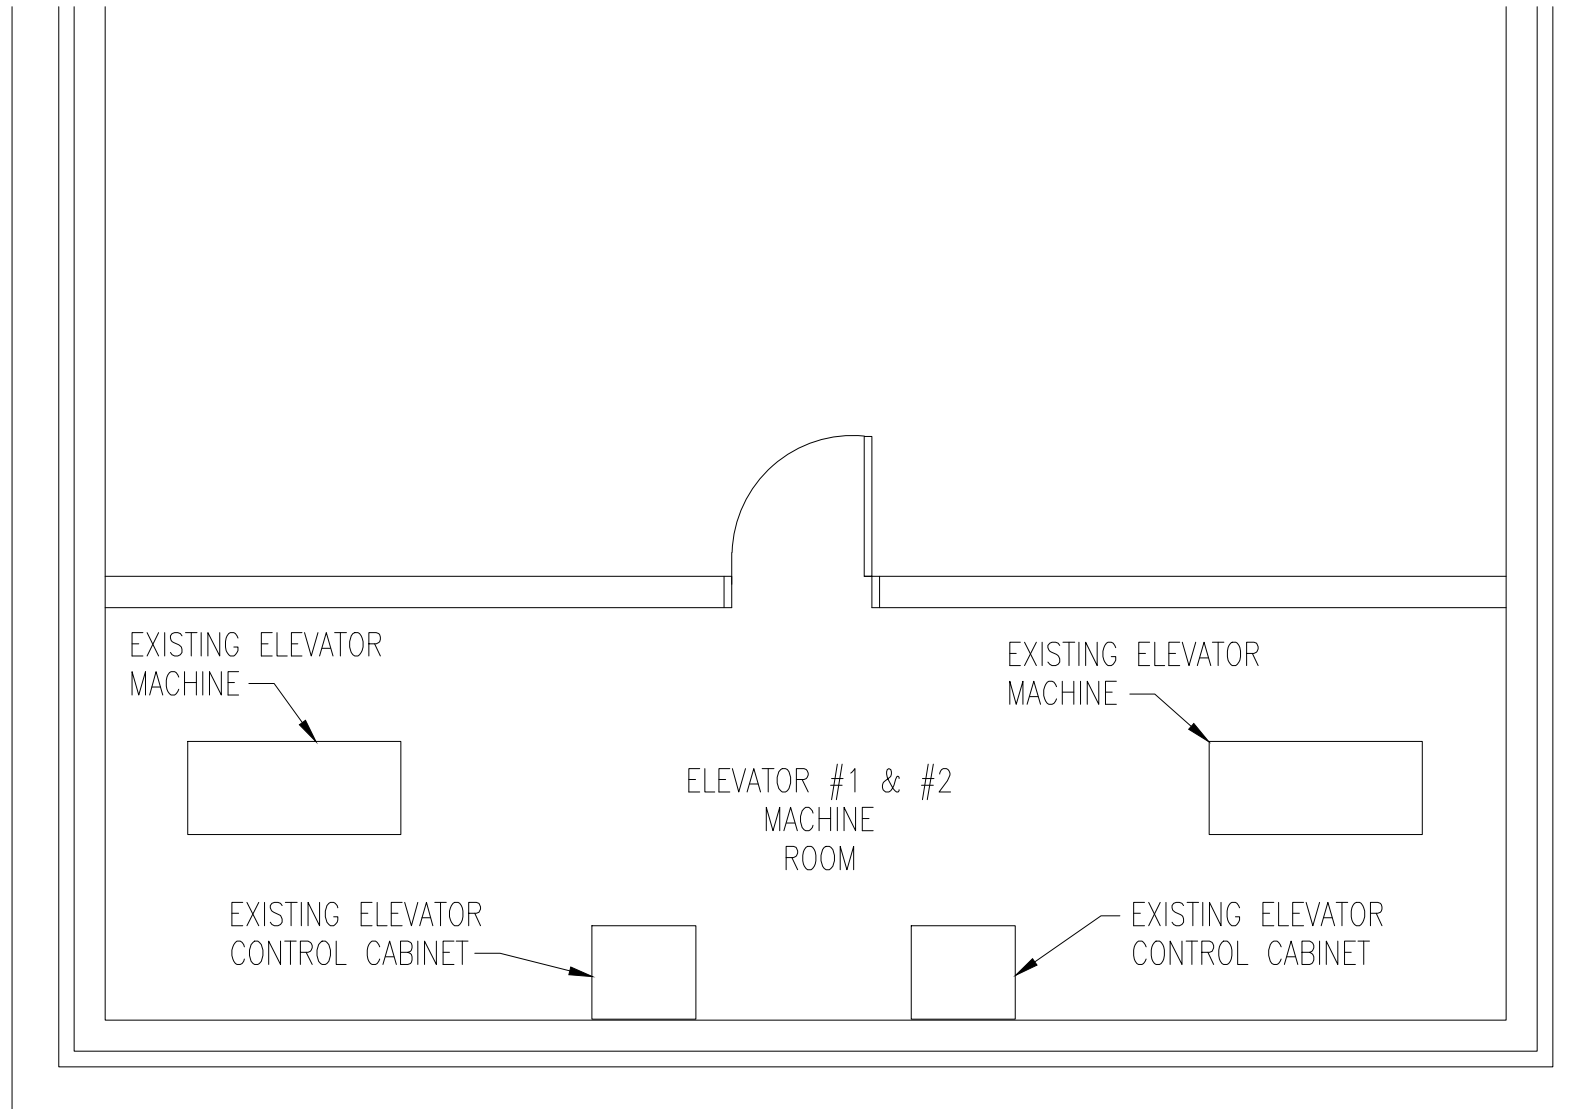 EXISTING ELEVATOR
MACHINE
EXISTING ELEVATOR
MACHINE
ELEVATOR #1 & #2
MACHINE
ROOM
EXISTING ELEVATOR
CONTROL CABINET
EXISTING ELEVATOR
CONTROL CABINET